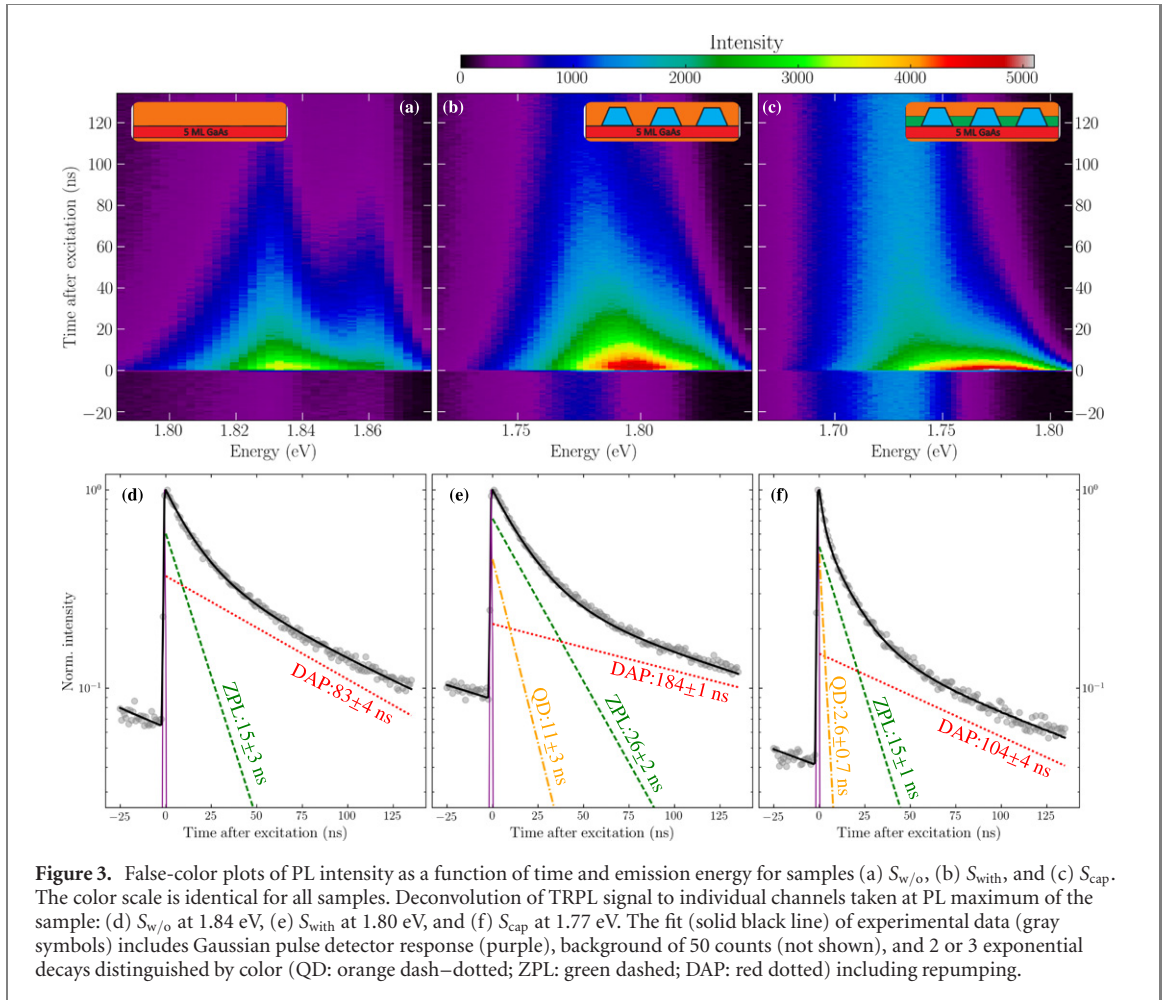 Intensity
0 1000 2000 3000 4000 5000
(a) (b) (c)
5 ML GaAs 5 ML GaAs 5 ML GaAs
Time after excitation (ns)
120
100
80
60
40
20
0
−20
120
100
80
60
40
20
0
−20
1.80 1.82 1.84 1.86 1.75 1.80 1.70 1.75 1.80
Energy (eV) Energy (eV) Energy (eV)
(d) (e) (f)
Norm. intensity
10⁰
10⁻¹
10⁰
10⁻¹
DAP:83±4 ns
ZPL:15±3 ns
DAP:184±1 ns
QD:11±3 ns
ZPL:26±2 ns
DAP:104±4 ns
QD:2.6±0.7 ns
ZPL:15±1 ns
−25 0 25 50 75 100 125 −25 0 25 50 75 100 125 −25 0 25 50 75 100 125
Time after excitation (ns) Time after excitation (ns) Time after excitation (ns)
Figure 3. False-color plots of PL intensity as a function of time and emission energy for samples (a) S_w/o, (b) S_with, and (c) S_cap.
The color scale is identical for all samples. Deconvolution of TRPL signal to individual channels taken at PL maximum of the
sample: (d) S_w/o at 1.84 eV, (e) S_with at 1.80 eV, and (f) S_cap at 1.77 eV. The fit (solid black line) of experimental data (gray
symbols) includes Gaussian pulse detector response (purple), background of 50 counts (not shown), and 2 or 3 exponential
decays distinguished by color (QD: orange dash–dotted; ZPL: green dashed; DAP: red dotted) including repumping.